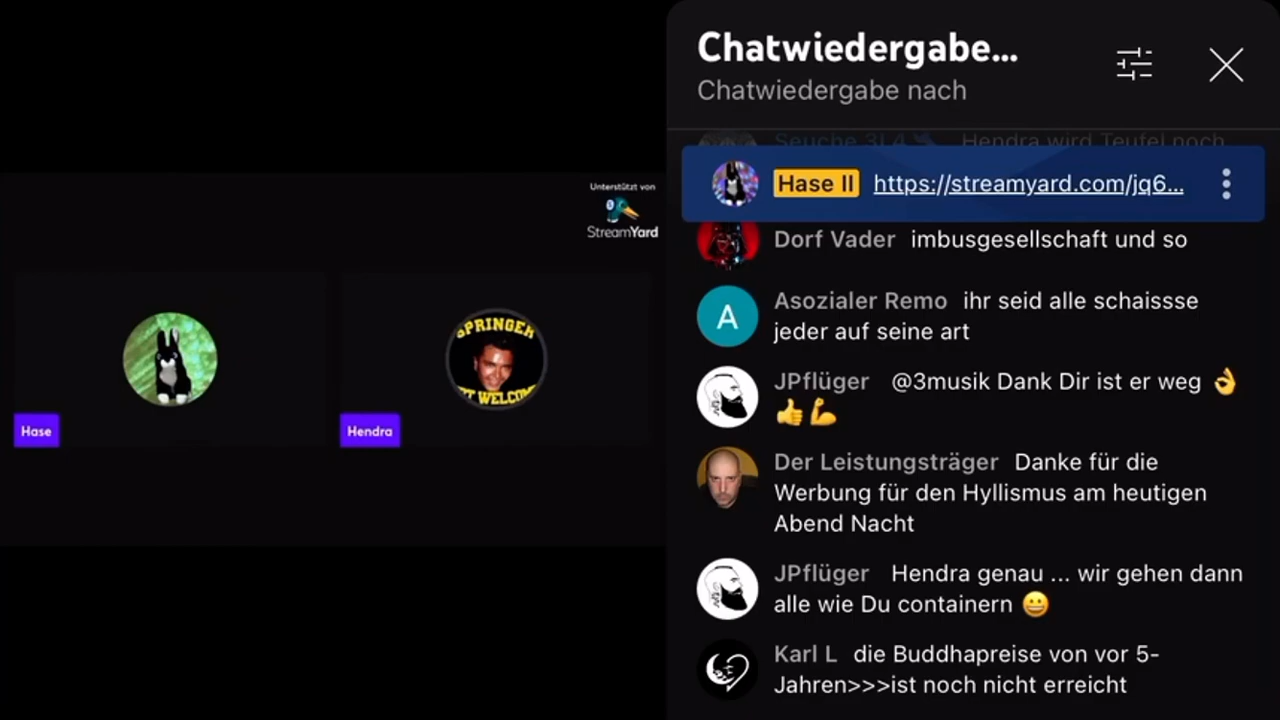 Chatwiedergabe...
Chatwiedergabe nach
Seuche 3L4 Hendra wird Teufel noch
Hase II https://streamyard.com/jq6...
Dorf Vader imbusgesellschaft und so
Asozialer Remo ihr seid alle schaissse
jeder auf seine art
JPflüger @3musik Dank Dir ist er weg 👌
👍💪
Der Leistungsträger Danke für die
Werbung für den Hyllismus am heutigen
Abend Nacht
JPflüger Hendra genau ... wir gehen dann
alle wie Du containern 😀
Karl L die Buddhapreise von vor 5-
Jahren>>>ist noch nicht erreicht
Unterstützt von
StreamYard
SPRINGER
WELCOM
Hase
Hendra
A